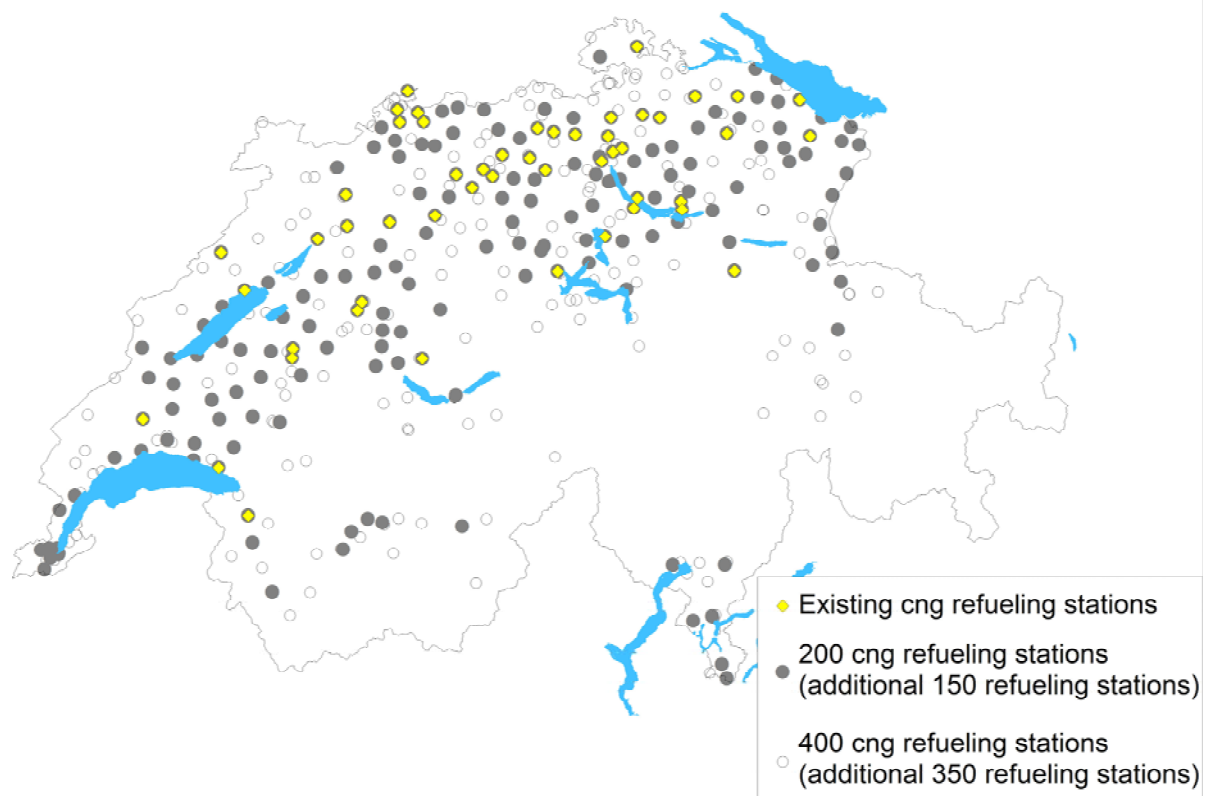 Existing cng refueling stations
200 cng refueling stations
(additional 150 refueling stations)
400 cng refueling stations
(additional 350 refueling stations)